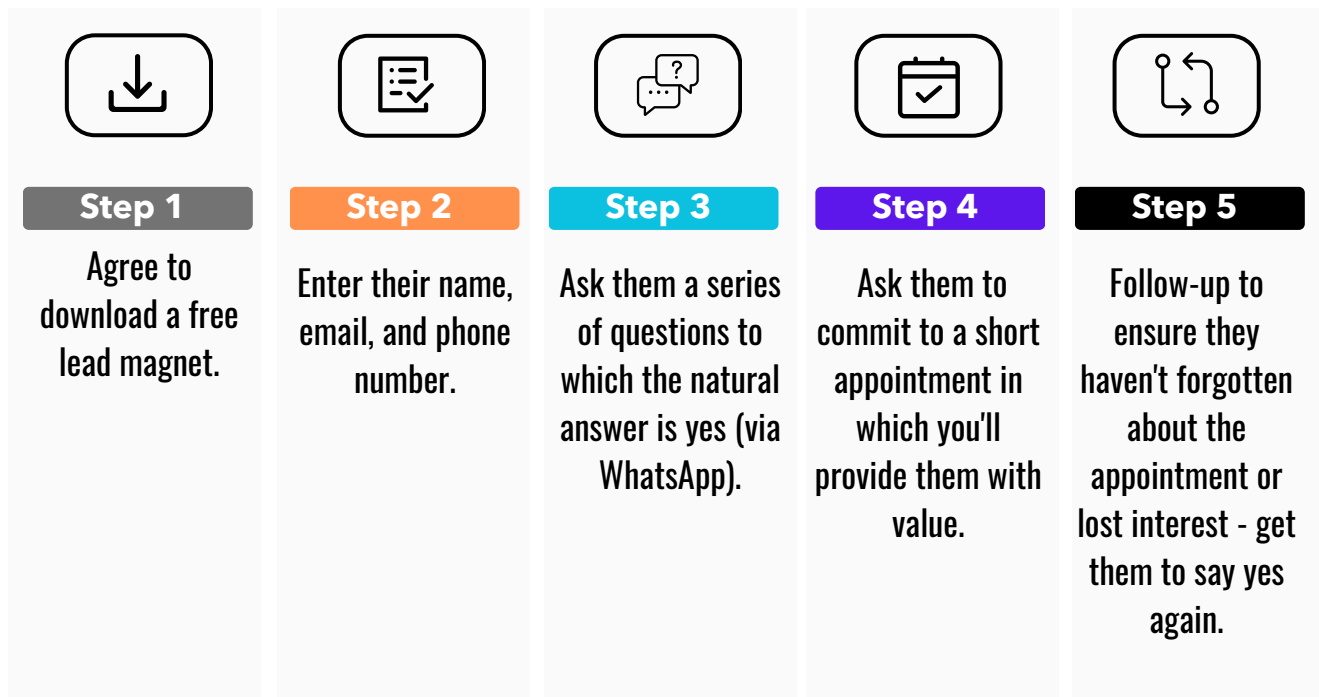 Step 1
Agree to
download a free
lead magnet.
Step 2
Enter their name,
email, and phone
number.
?
Step 3
Ask them a series
of questions to
which the natural
answer is yes (via
WhatsApp).
Step 4
Ask them to
commit to a short
appointment in
which you'll
provide them with
value.
Step 5
Follow-up to
ensure they
haven't forgotten
about the
appointment or
lost interest - get
them to say yes
again.